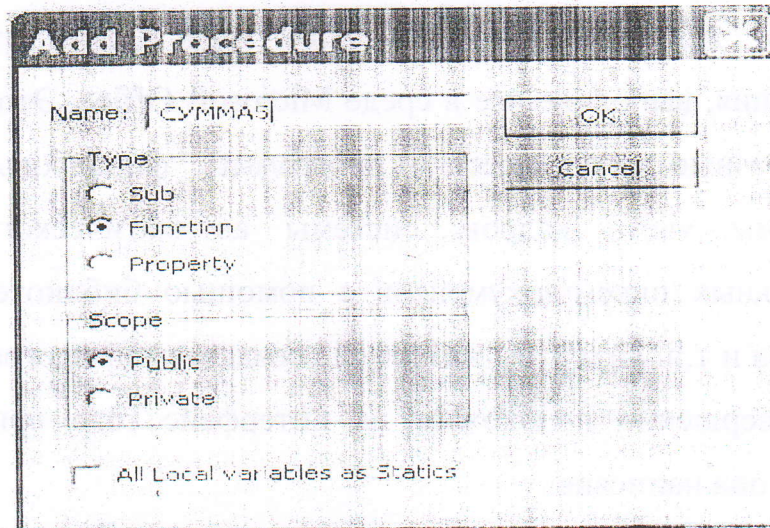 Add Procedure
Name: СУММА5
OK
Cancel
Type
Sub
Function
Property
Scope
Public
Private
All Local variables as Statics